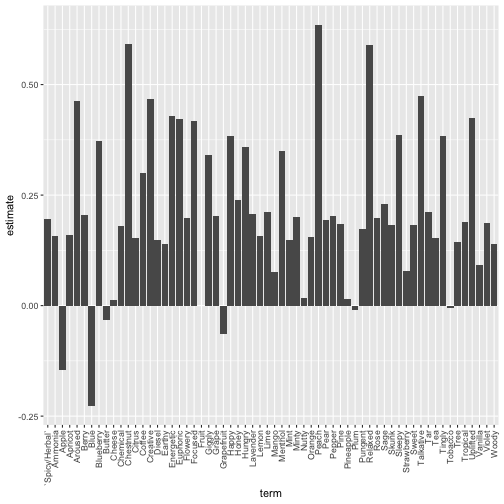 estimate
0.50
0.25
0.00
-0.25
`Spicy/Herbal`
Ammonia
Apple
Apricot
Aroused
Berry
Blue
Blueberry
Butter
Cheese
Chemical
Chestnut
Citrus
Coffee
Creative
Diesel
Earthy
Energetic
Euphoric
Flowery
Focused
Fruit
Giggly
Grape
Grapefruit
Happy
Honey
Hungry
Lavender
Lemon
Lime
Mango
Menthol
Mint
Minty
Nutty
Orange
Peach
Pear
Pepper
Pine
Pineapple
Plum
Pungent
Relaxed
Rose
Sage
Skunk
Sleepy
Strawberry
Sweet
Talkative
Tar
Tea
Tingly
Tobacco
Tree
Tropical
Uplifted
Vanilla
Violet
Woody
term